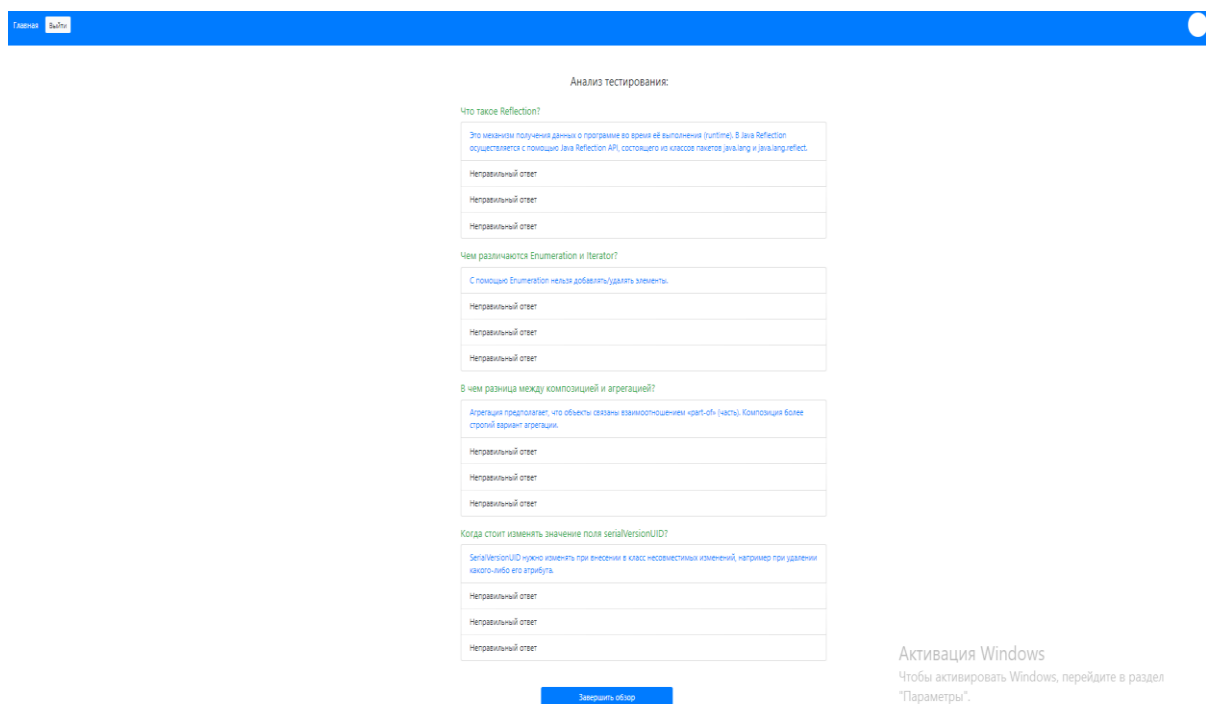 Главная Выйти
Анализ тестирования:
Что такое Reflection?
Это механизм получения данных о программе во время её выполнения (runtime). В Java Reflection
осуществляется с помощью Java Reflection API, состоящего из классов пакетов java.lang и java.lang.reflect.
Неправильный ответ
Неправильный ответ
Неправильный ответ
Чем различаются Enumeration и Iterator?
С помощью Enumeration нельзя добавлять/удалять элементы.
Неправильный ответ
Неправильный ответ
Неправильный ответ
В чем разница между композицией и агрегацией?
Агрегация предполагает, что объекты связаны взаимоотношением «part-of» (часть). Композиция более
строгий вариант агрегации.
Неправильный ответ
Неправильный ответ
Неправильный ответ
Когда стоит изменять значение поля serialVersionUID?
SerialVersionUID нужно изменять при внесении в класс несовместимых изменений, например при удалении
какого-либо его атрибута.
Неправильный ответ
Неправильный ответ
Неправильный ответ
Завершить обзор
Активация Windows
Чтобы активировать Windows, перейдите в раздел
"Параметры".